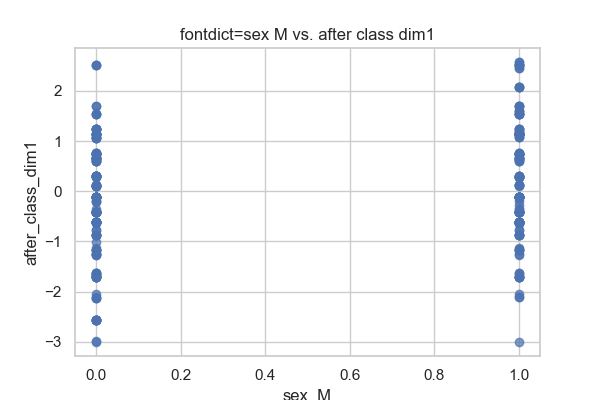 fontdict=sex M vs. after class dim1
after_class_dim1
2
1
0
−1
−2
−3
0.0 0.2 0.4 0.6 0.8 1.0
sex_M